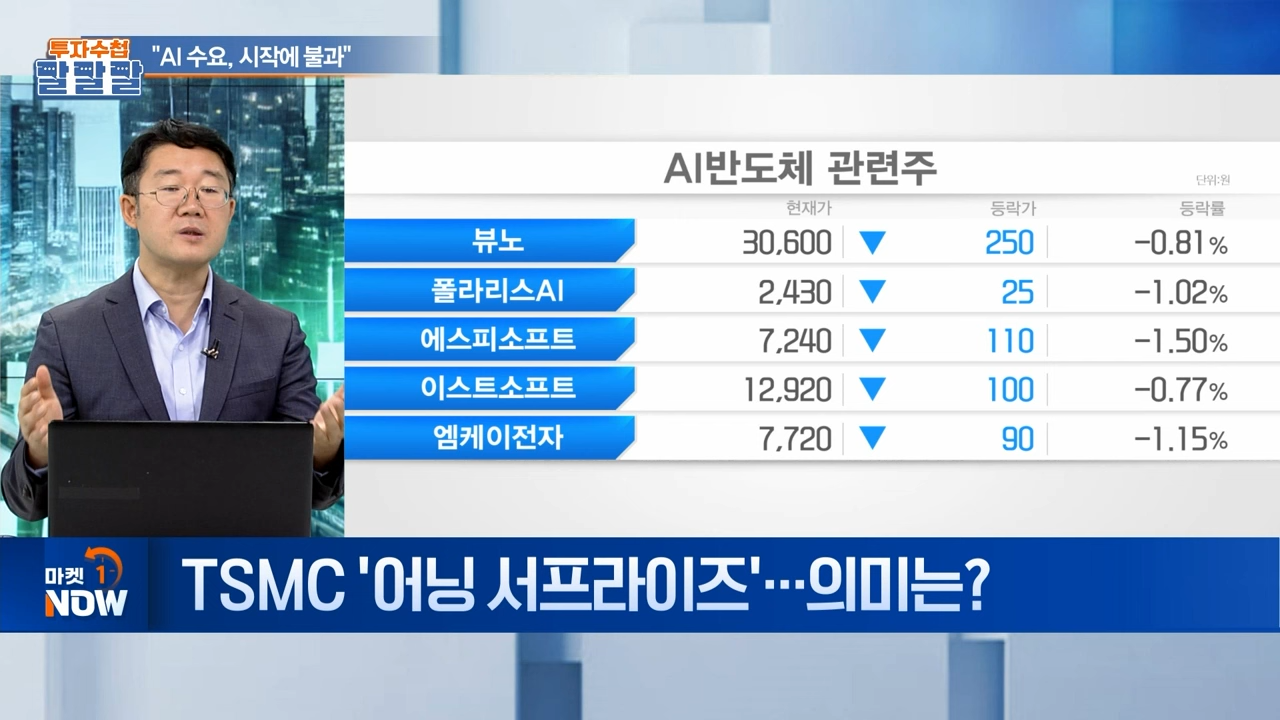 투자수첩
팔팔팔
"AI 수요, 시작에 불과"
AI반도체 관련주
단위:원
현재가 등락가 등락률
뷰노 30,600 ▼ 250 -0.81%
폴라리스AI 2,430 ▼ 25 -1.02%
에스피소프트 7,240 ▼ 110 -1.50%
이스트소프트 12,920 ▼ 100 -0.77%
엠케이전자 7,720 ▼ 90 -1.15%
마켓 1
NOW
TSMC '어닝 서프라이즈'…의미는?